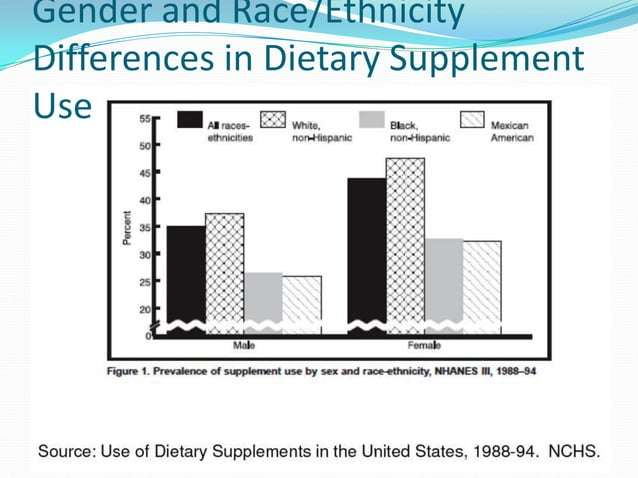 Gender and Race/Ethnicity
Differences in Dietary Supplement
Use
55
50
45
40
35
30
25
20
0
Percent
All races-
ethnicities
White,
non-Hispanic
Black,
non-Hispanic
Mexican
American
Male
Female
Figure 1. Prevalence of supplement use by sex and race-ethnicity, NHANES III, 1988–94
Source: Use of Dietary Supplements in the United States, 1988-94.  NCHS.